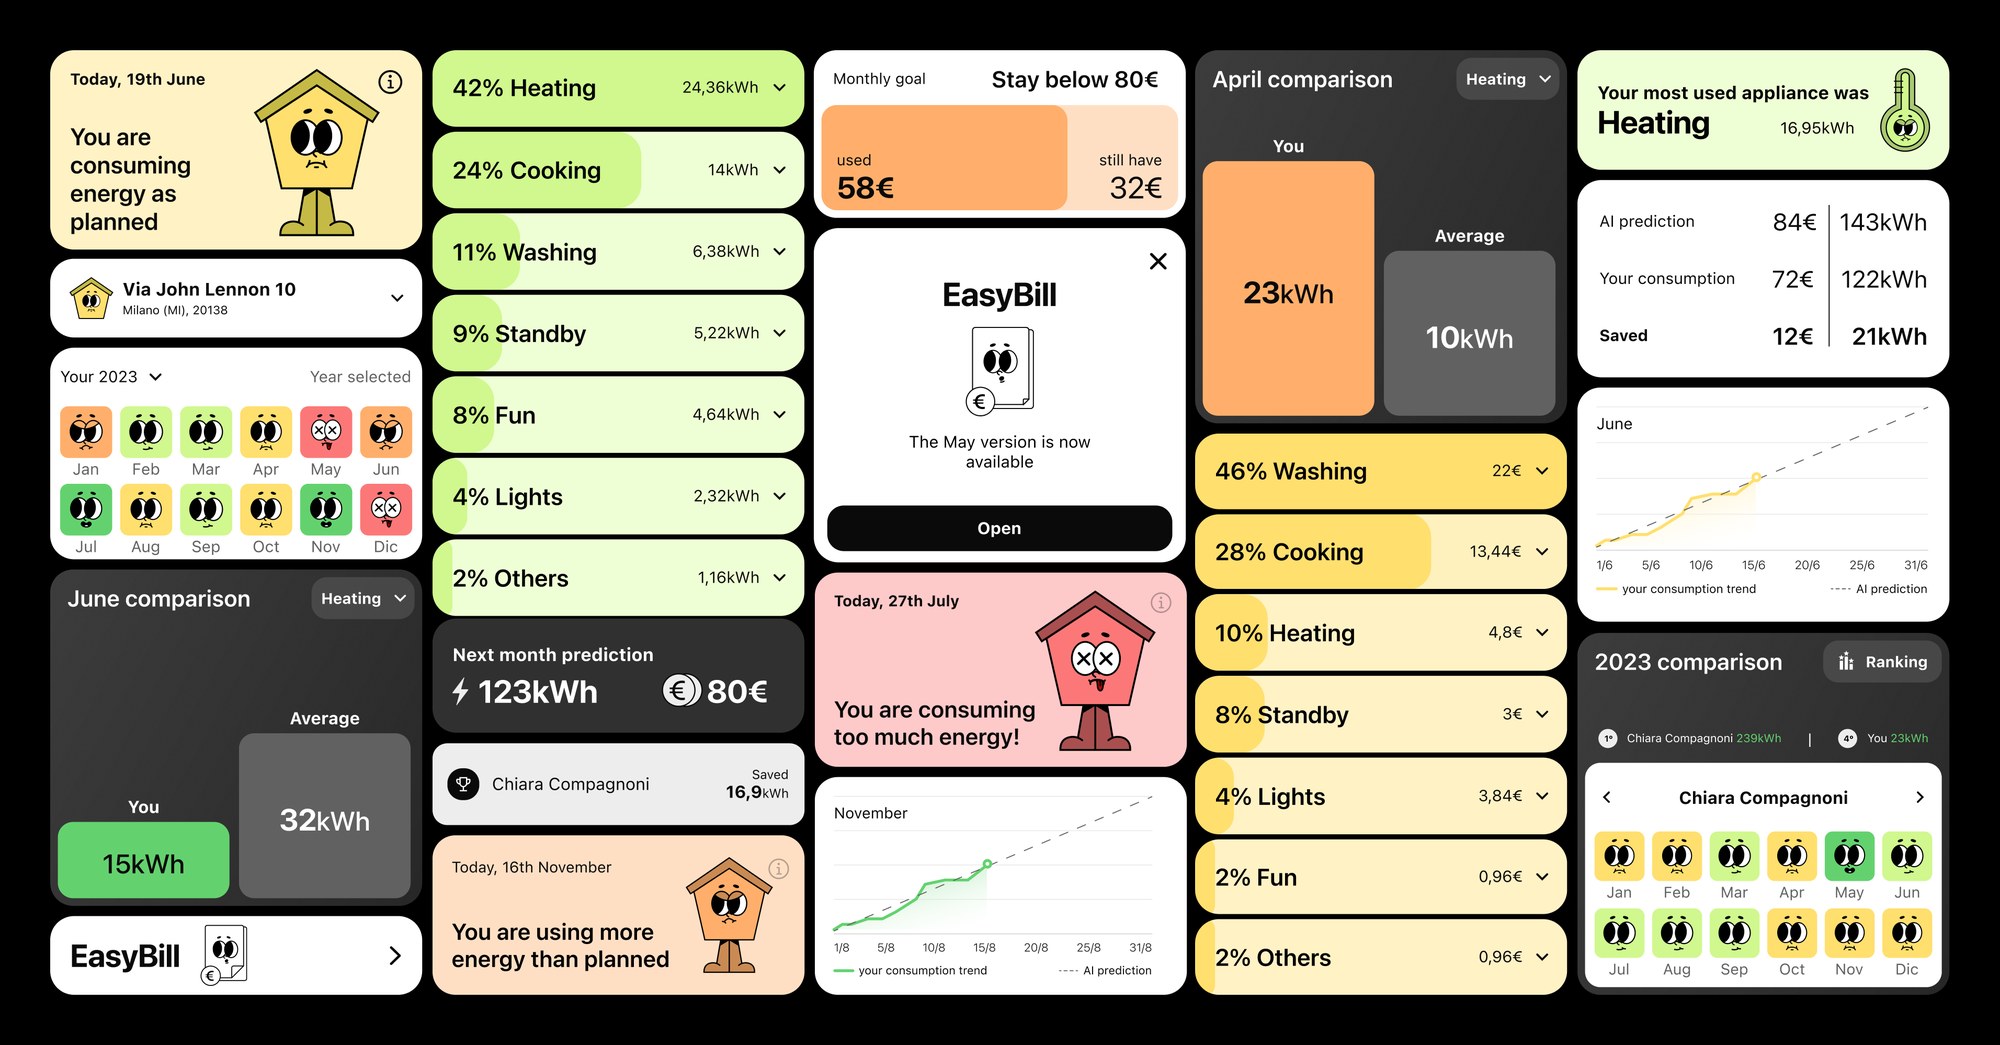 Today, 19th June
You are
consuming
energy as
planned
Via John Lennon 10
Milano (MI), 20138
Your 2023
Year selected
Jan Feb Mar Apr May Jun
Jul Aug Sep Oct Nov Dic
June comparison
Heating
You
15kWh
Average
32kWh
EasyBill
€
42% Heating 24,36kWh
24% Cooking 14kWh
11% Washing 6,38kWh
9% Standby 5,22kWh
8% Fun 4,64kWh
4% Lights 2,32kWh
2% Others 1,16kWh
Next month prediction
123kWh € 80€
Chiara Compagnoni
Saved
16,9kWh
Today, 16th November
You are using more
energy than planned
Monthly goal Stay below 80€
used
58€
still have
32€
EasyBill
€
The May version is now
available
Open
Today, 27th July
You are consuming
too much energy!
November
1/8 5/8 10/8 15/8 20/8 25/8 31/8
your consumption trend AI prediction
April comparison
Heating
You
23kWh
Average
10kWh
46% Washing 22€
28% Cooking 13,44€
10% Heating 4,8€
8% Standby 3€
4% Lights 3,84€
2% Fun 0,96€
2% Others 0,96€
Your most used appliance was
Heating 16,95kWh
AI prediction 84€ 143kWh
Your consumption 72€ 122kWh
Saved 12€ 21kWh
June
1/6 5/6 10/6 15/6 20/6 25/6 31/6
your consumption trend AI prediction
2023 comparison
Ranking
1° Chiara Compagnoni 239kWh | 4° You 23kWh
Chiara Compagnoni
Jan Feb Mar Apr May Jun
Jul Aug Sep Oct Nov Dic